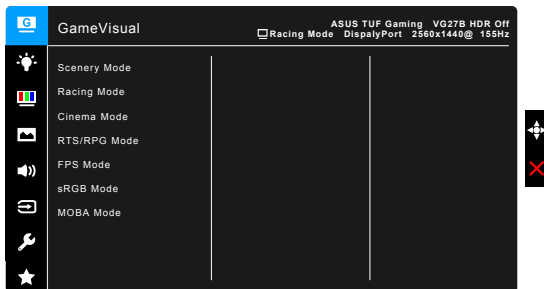 G
GameVisual
ASUS TUF Gaming VG27B HDR Off
Racing Mode DispalyPort 2560x1440@ 155Hz
Scenery Mode
Racing Mode
Cinema Mode
RTS/RPG Mode
FPS Mode
sRGB Mode
MOBA Mode